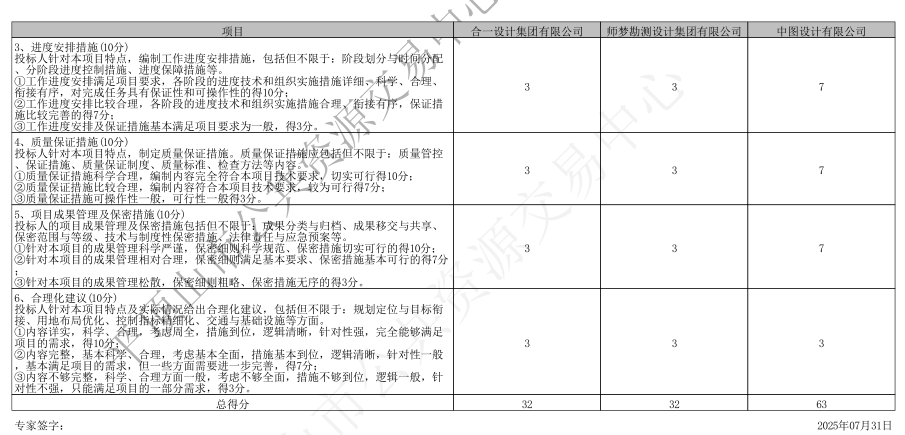 项目 合一设计集团有限公司 师梦勘测设计集团有限公司 中图设计有限公司
3、进度安排措施(10分)
投标人针对本项目特点，编制工作进度安排措施，包括但不限于：阶段划分与时间分配
、分阶段进度控制措施、进度保障措施等。
①工作进度安排满足项目要求，各阶段的进度技术和组织实施措施详细、科学、合理、
衔接有序，对完成任务具有保证性和可操作性的得10分；
②工作进度安排比较合理，各阶段的进度技术和组织实施措施合理、衔接有序，保证措
施比较完善的得7分；
③工作进度安排及保证措施基本满足项目要求为一般，得3分。
3 3 7
4、质量保证措施(10分)
投标人针对本项目特点，制定质量保证措施。质量保证措施应包括但不限于：质量管控
、保证措施、质量保证制度、质量标准、检查方法等内容。
①质量保证措施科学合理，编制内容完全符合本项目技术要求，切实可行得10分；
②质量保证措施比较合理，编制内容符合本项目技术要求，较为可行得7分；
③质量保证措施可操作性一般，可行性一般得3分。
3 3 7
5、项目成果管理及保密措施(10分)
投标人的项目成果管理及保密措施包括但不限于：成果分类与归档、成果移交与共享、
保密范围与等级、技术与制度性保密措施、法律责任与应急预案等。
①针对本项目的成果管理科学严谨，保密细则科学规范、保密措施切实可行的得10分；
②针对本项目的成果管理相对合理，保密细则满足基本要求、保密措施基本可行的得7分
；
③针对本项目的成果管理松散，保密细则粗略、保密措施无序的得3分。
3 3 7
6、合理化建议(10分)
投标人针对本项目特点及实际情况给出合理化建议，包括但不限于：规划定位与目标衔
接、用地布局优化、控制指标精细化、交通与基础设施等方面。
①内容详实，科学、合理，考虑周全，措施到位，逻辑清晰，针对性强，完全能够满足
项目的需求，得10分；
②内容完整，基本科学、合理，考虑基本全面，措施基本到位，逻辑清晰，针对性一般
，基本满足项目的需求，但一些方面需要进一步完善，得7分；
③内容不够完整，科学、合理方面一般，考虑不够全面，措施不够到位，逻辑一般，针
对性不强，只能满足项目的一部分需求，得3分。
3 3 3
总得分 32 32 63
专家签字： 2025年07月31日
平顶山市公共资源交易中心
山市公共资源交易中心